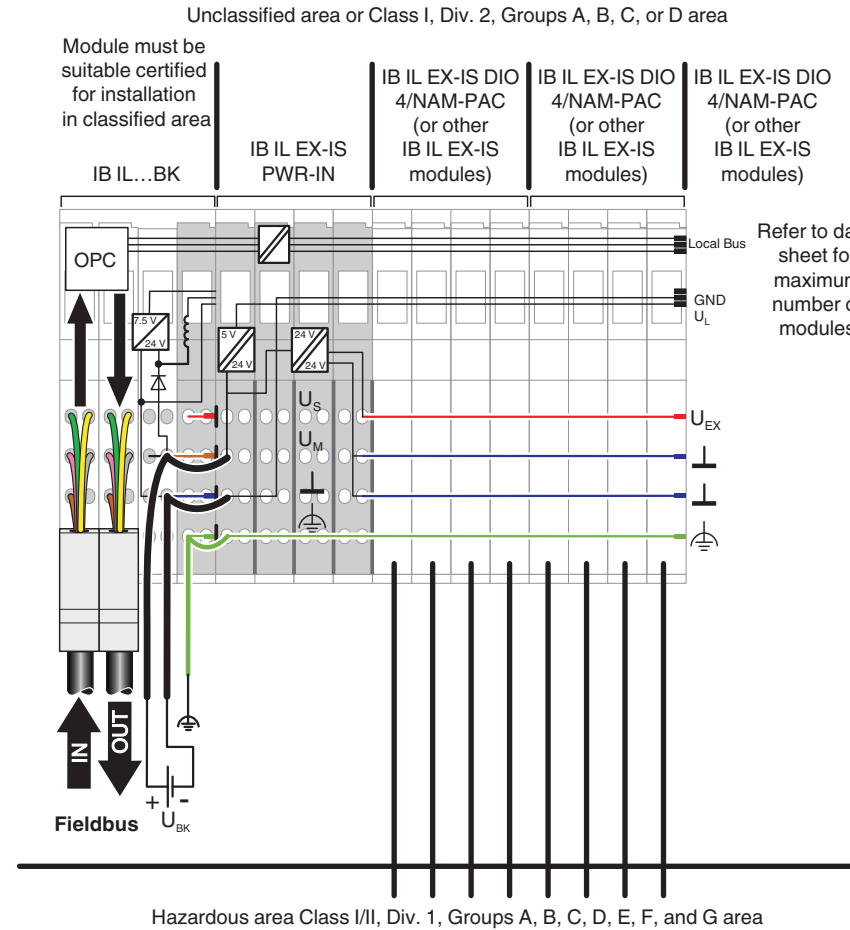 Unclassified area or Class I, Div. 2, Groups A, B, C, or D area
Module must be
suitable certified
for installation
in classified area
IB IL…BK
IB IL EX-IS
PWR-IN
IB IL EX-IS DIO
4/NAM-PAC
(or other
IB IL EX-IS
modules)
IB IL EX-IS DIO
4/NAM-PAC
(or other
IB IL EX-IS
modules)
IB IL EX-IS DIO
4/NAM-PAC
(or other
IB IL EX-IS
modules)
OPC
Local Bus
Refer to
sheet
number
GND
UL
7.5 V
24 V
5 V
24 V
24 V
24 V
US
UM
UEX
IN
OUT
+ -
Fieldbus
UBK
Hazardous area Class I/II, Div. 1, Groups A, B, C, D, E, F, and G area